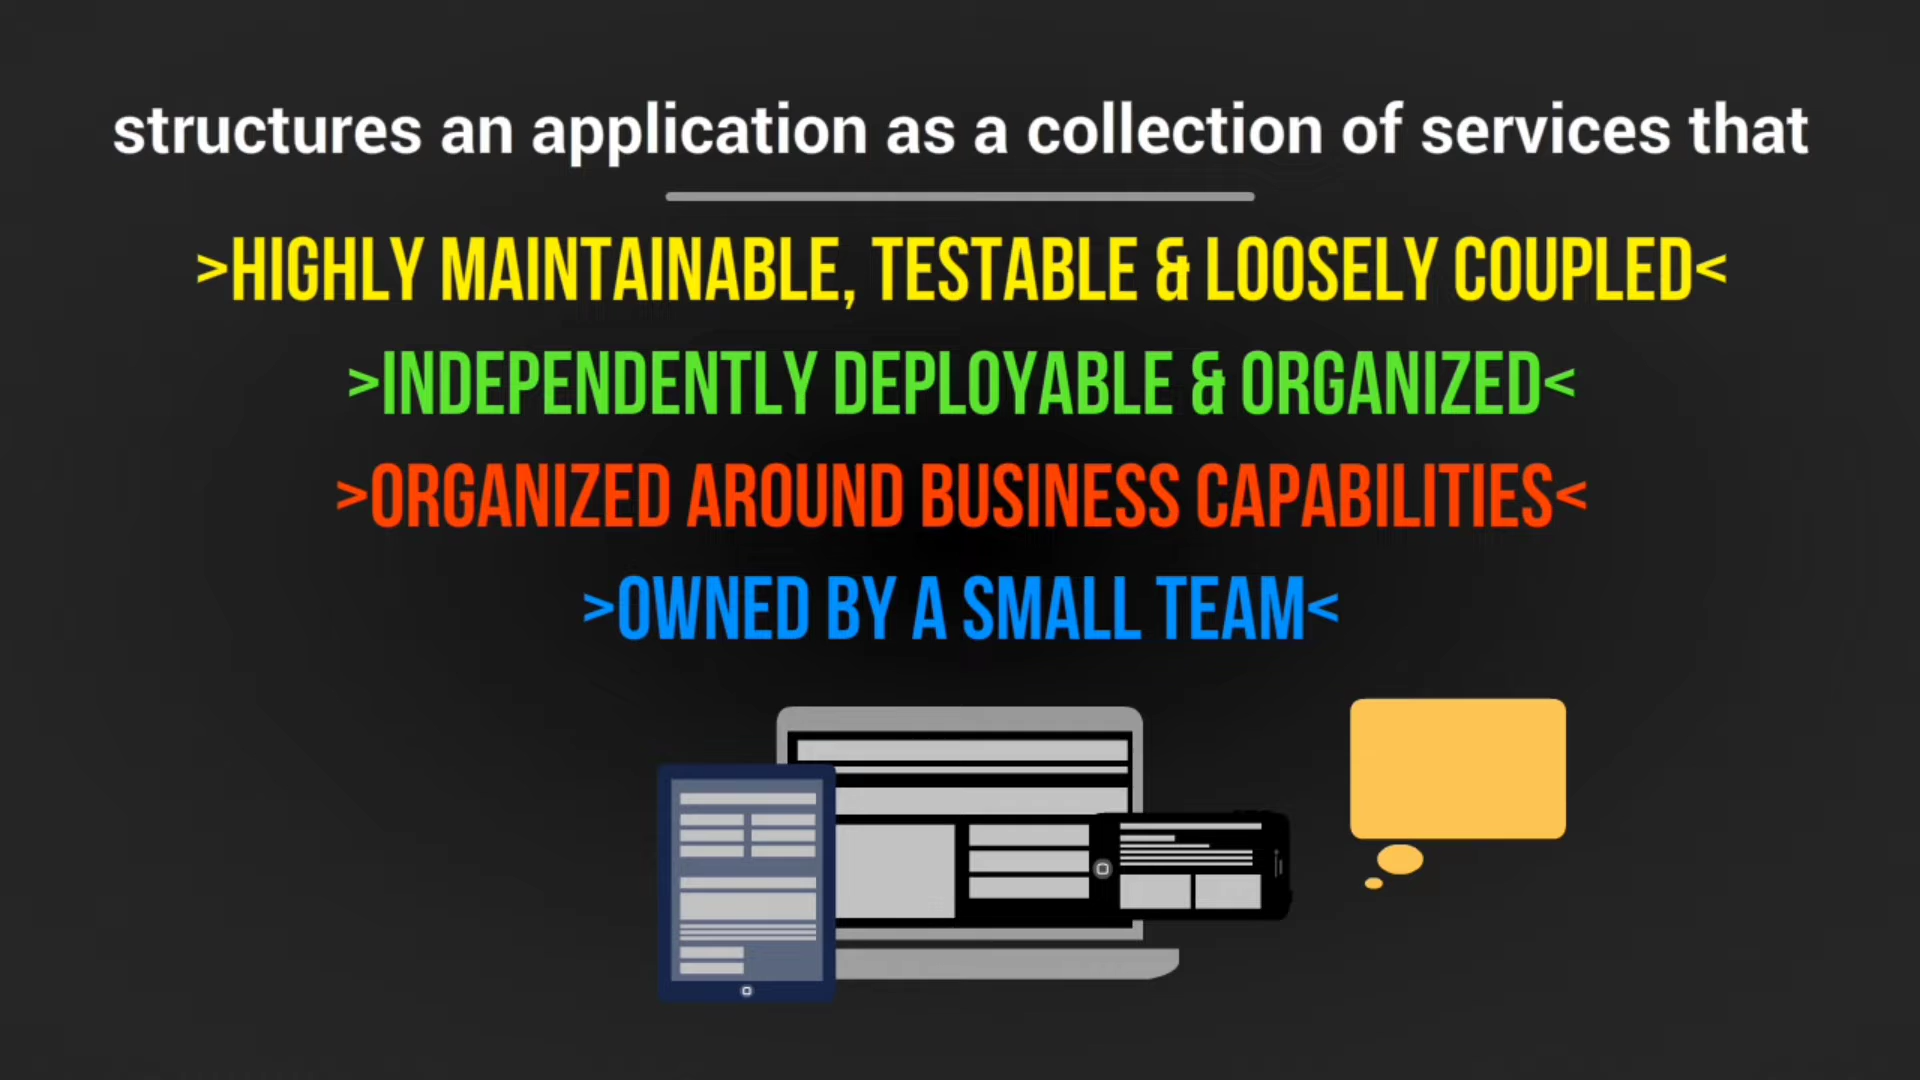 structures an application as a collection of services that
>HIGHLY MAINTAINABLE, TESTABLE & LOOSELY COUPLED<
>INDEPENDENTLY DEPLOYABLE & ORGANIZED<
>ORGANIZED AROUND BUSINESS CAPABILITIES<
>OWNED BY A SMALL TEAM<